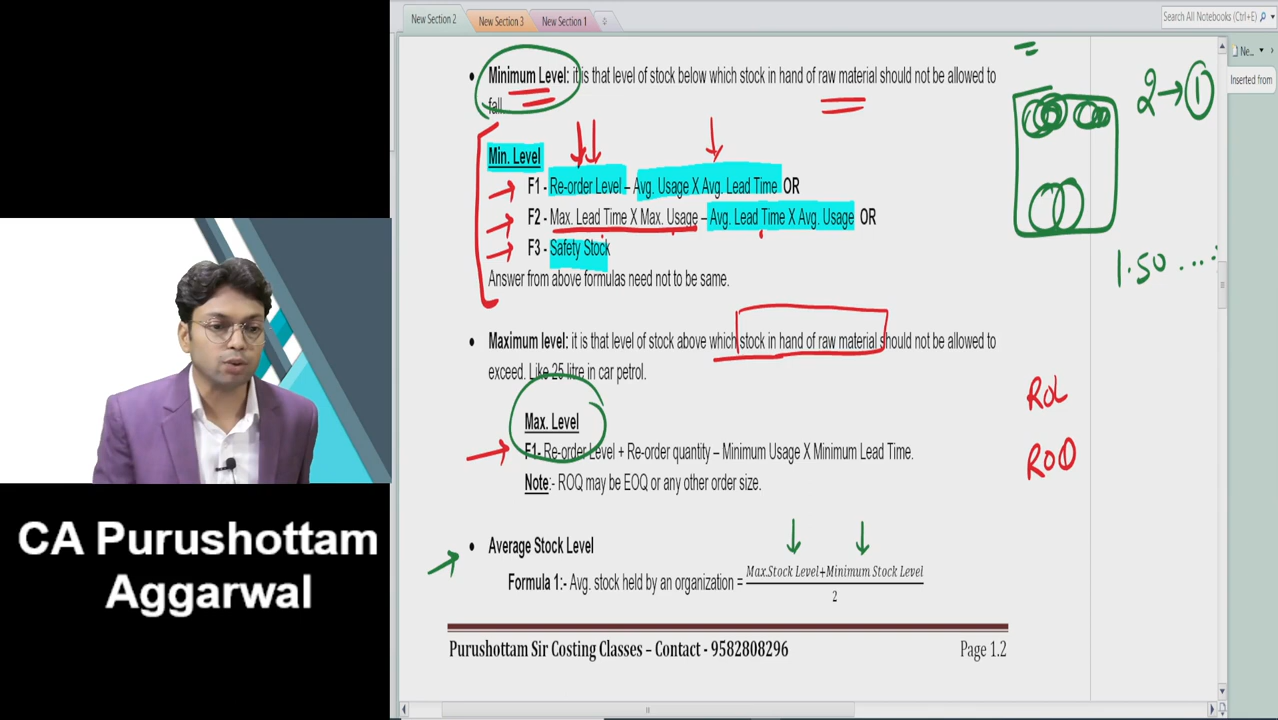 New Section 2
New Section 3
New Section 1
Search All Notebooks (Ctrl+E)
Ne...
Inserted from
• Minimum Level: it is that level of stock below which stock in hand of raw material should not be allowed to
fall.
Min. Level
F1 - Re-order Level – Avg. Usage X Avg. Lead Time OR
F2 - Max. Lead Time X Max. Usage – Avg. Lead Time X Avg. Usage OR
F3 - Safety Stock
Answer from above formulas need not to be same.
• Maximum level: it is that level of stock above which stock in hand of raw material should not be allowed to
exceed. Like 25 litre in car petrol.
Max. Level
F1- Re-order Level + Re-order quantity – Minimum Usage X Minimum Lead Time.
Note:- ROQ may be EOQ or any other order size.
• Average Stock Level
Formula 1:- Avg. stock held by an organization = Max.Stock Level+Minimum Stock Level
2
Purushottam Sir Costing Classes – Contact - 9582808296 Page 1.2
2 → 1
1.50 ....
ROL
ROQ
CA Purushottam
Aggarwal